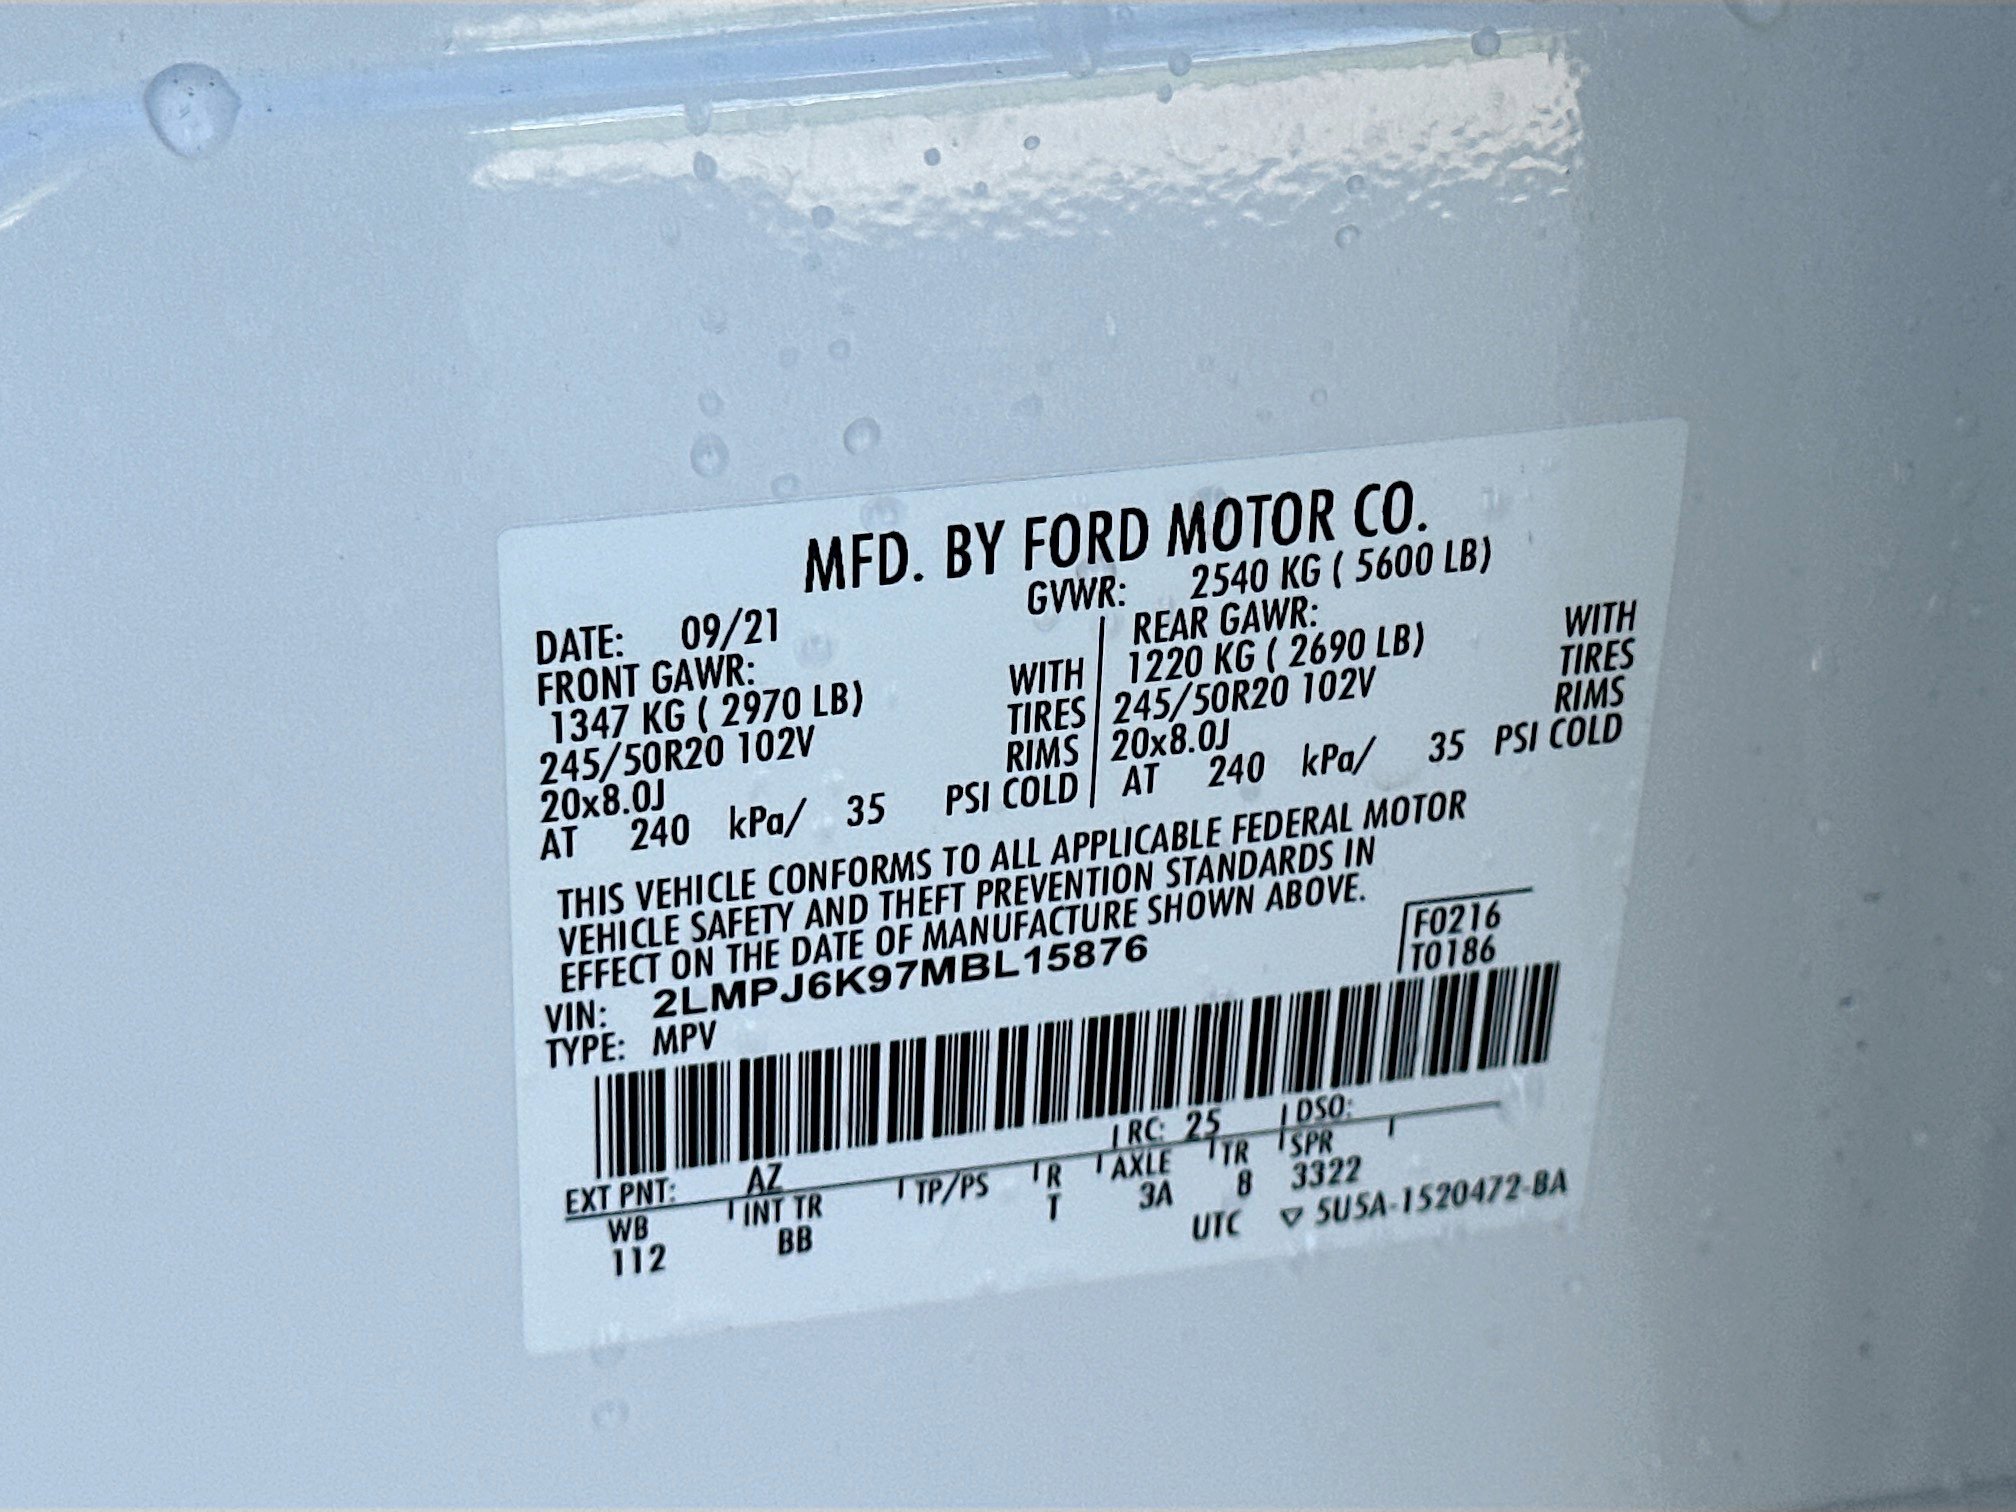 MFD. BY FORD MOTOR CO.
DATE: 09/21 GVWR: 2540 KG ( 5600 LB)
FRONT GAWR:
1347 KG ( 2970 LB) WITH
245/50R20 102V TIRES
20x8.0J RIMS
AT 240 kPa/ 35 PSI COLD
REAR GAWR:
1220 KG ( 2690 LB) WITH
245/50R20 102V TIRES
20x8.0J RIMS
AT 240 kPa/ 35 PSI COLD
THIS VEHICLE CONFORMS TO ALL APPLICABLE FEDERAL MOTOR
VEHICLE SAFETY AND THEFT PREVENTION STANDARDS IN
EFFECT ON THE DATE OF MANUFACTURE SHOWN ABOVE.
F0216
T0186
VIN: 2LMPJ6K97MBL15876
TYPE: MPV
EXT PNT: AZ RC: 25 DSO:
WB INT TR TP/PS R AXLE TR SPR
112 BB T 3A 8 3322
UTC ▽ 5U5A-1520472-BA